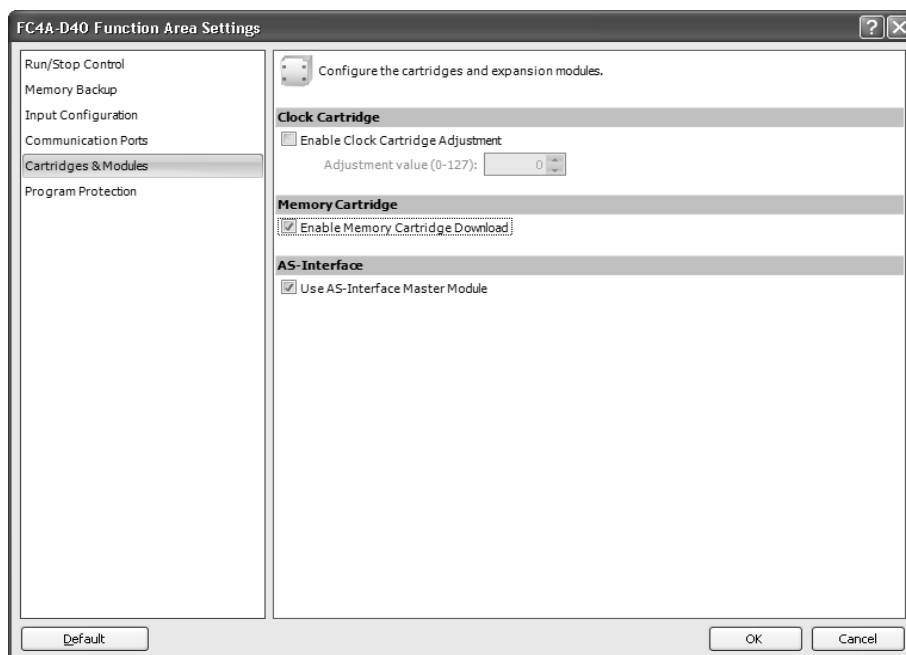 FC4A-D40 Function Area Settings
Run/Stop Control
Memory Backup
Input Configuration
Communication Ports
Cartridges & Modules
Program Protection
Configure the cartridges and expansion modules.
Clock Cartridge
Enable Clock Cartridge Adjustment
Adjustment value (0-127): 0
Memory Cartridge
Enable Memory Cartridge Download
AS-Interface
Use AS-Interface Master Module
Default
OK
Cancel